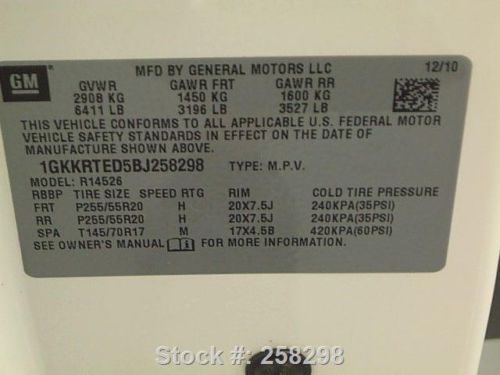 GM
MFD BY GENERAL MOTORS LLC 12/10
GVWR GAWR FRT GAWR RR
2908 KG 1450 KG 1600 KG
6411 LB 3196 LB 3527 LB
THIS VEHICLE CONFORMS TO ALL APPLICABLE U.S. FEDERAL MOTOR
VEHICLE SAFETY STANDARDS IN EFFECT ON THE DATE OF
MANUFACTURE SHOWN ABOVE.
1GKKRTED5BJ258298 TYPE: M.P.V.
MODEL: R14526
RBBP TIRE SIZE SPEED RTG RIM COLD TIRE PRESSURE
FRT P255/55R20 H 20X7.5J 240KPA(35PSI)
RR P255/55R20 H 20X7.5J 240KPA(35PSI)
SPA T145/70R17 M 17X4.5B 420KPA(60PSI)
SEE OWNER'S MANUAL FOR MORE INFORMATION.
Stock #: 258298